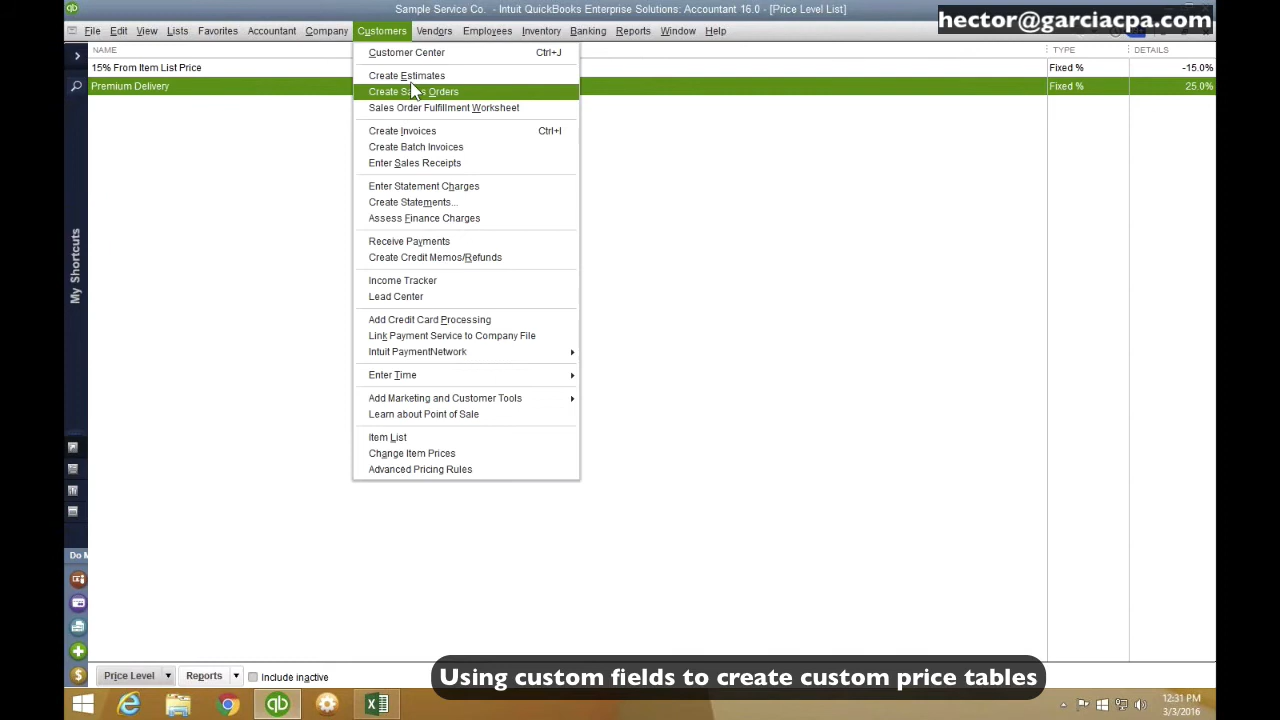 Sample Service Co. - Intuit QuickBooks Enterprise Solutions: Accountant 16.0 - [Price Level List]
hector@garciacpa.com
File Edit View Lists Favorites Accountant Company Customers Vendors Employees Inventory Banking Reports Window Help
NAME TYPE DETAILS
15% From Item List Price Fixed % -15.0%
Premium Delivery Fixed % 25.0%
Customer Center Ctrl+J
Create Estimates
Create Sales Orders
Sales Order Fulfillment Worksheet
Create Invoices Ctrl+I
Create Batch Invoices
Enter Sales Receipts
Enter Statement Charges
Create Statements...
Assess Finance Charges
Receive Payments
Create Credit Memos/Refunds
Income Tracker
Lead Center
Add Credit Card Processing
Link Payment Service to Company File
Intuit PaymentNetwork
Enter Time
Add Marketing and Customer Tools
Learn about Point of Sale
Item List
Change Item Prices
Advanced Pricing Rules
My Shortcuts
Do M
Price Level Reports Include inactive
Using custom fields to create custom price tables
12:31 PM
3/3/2016